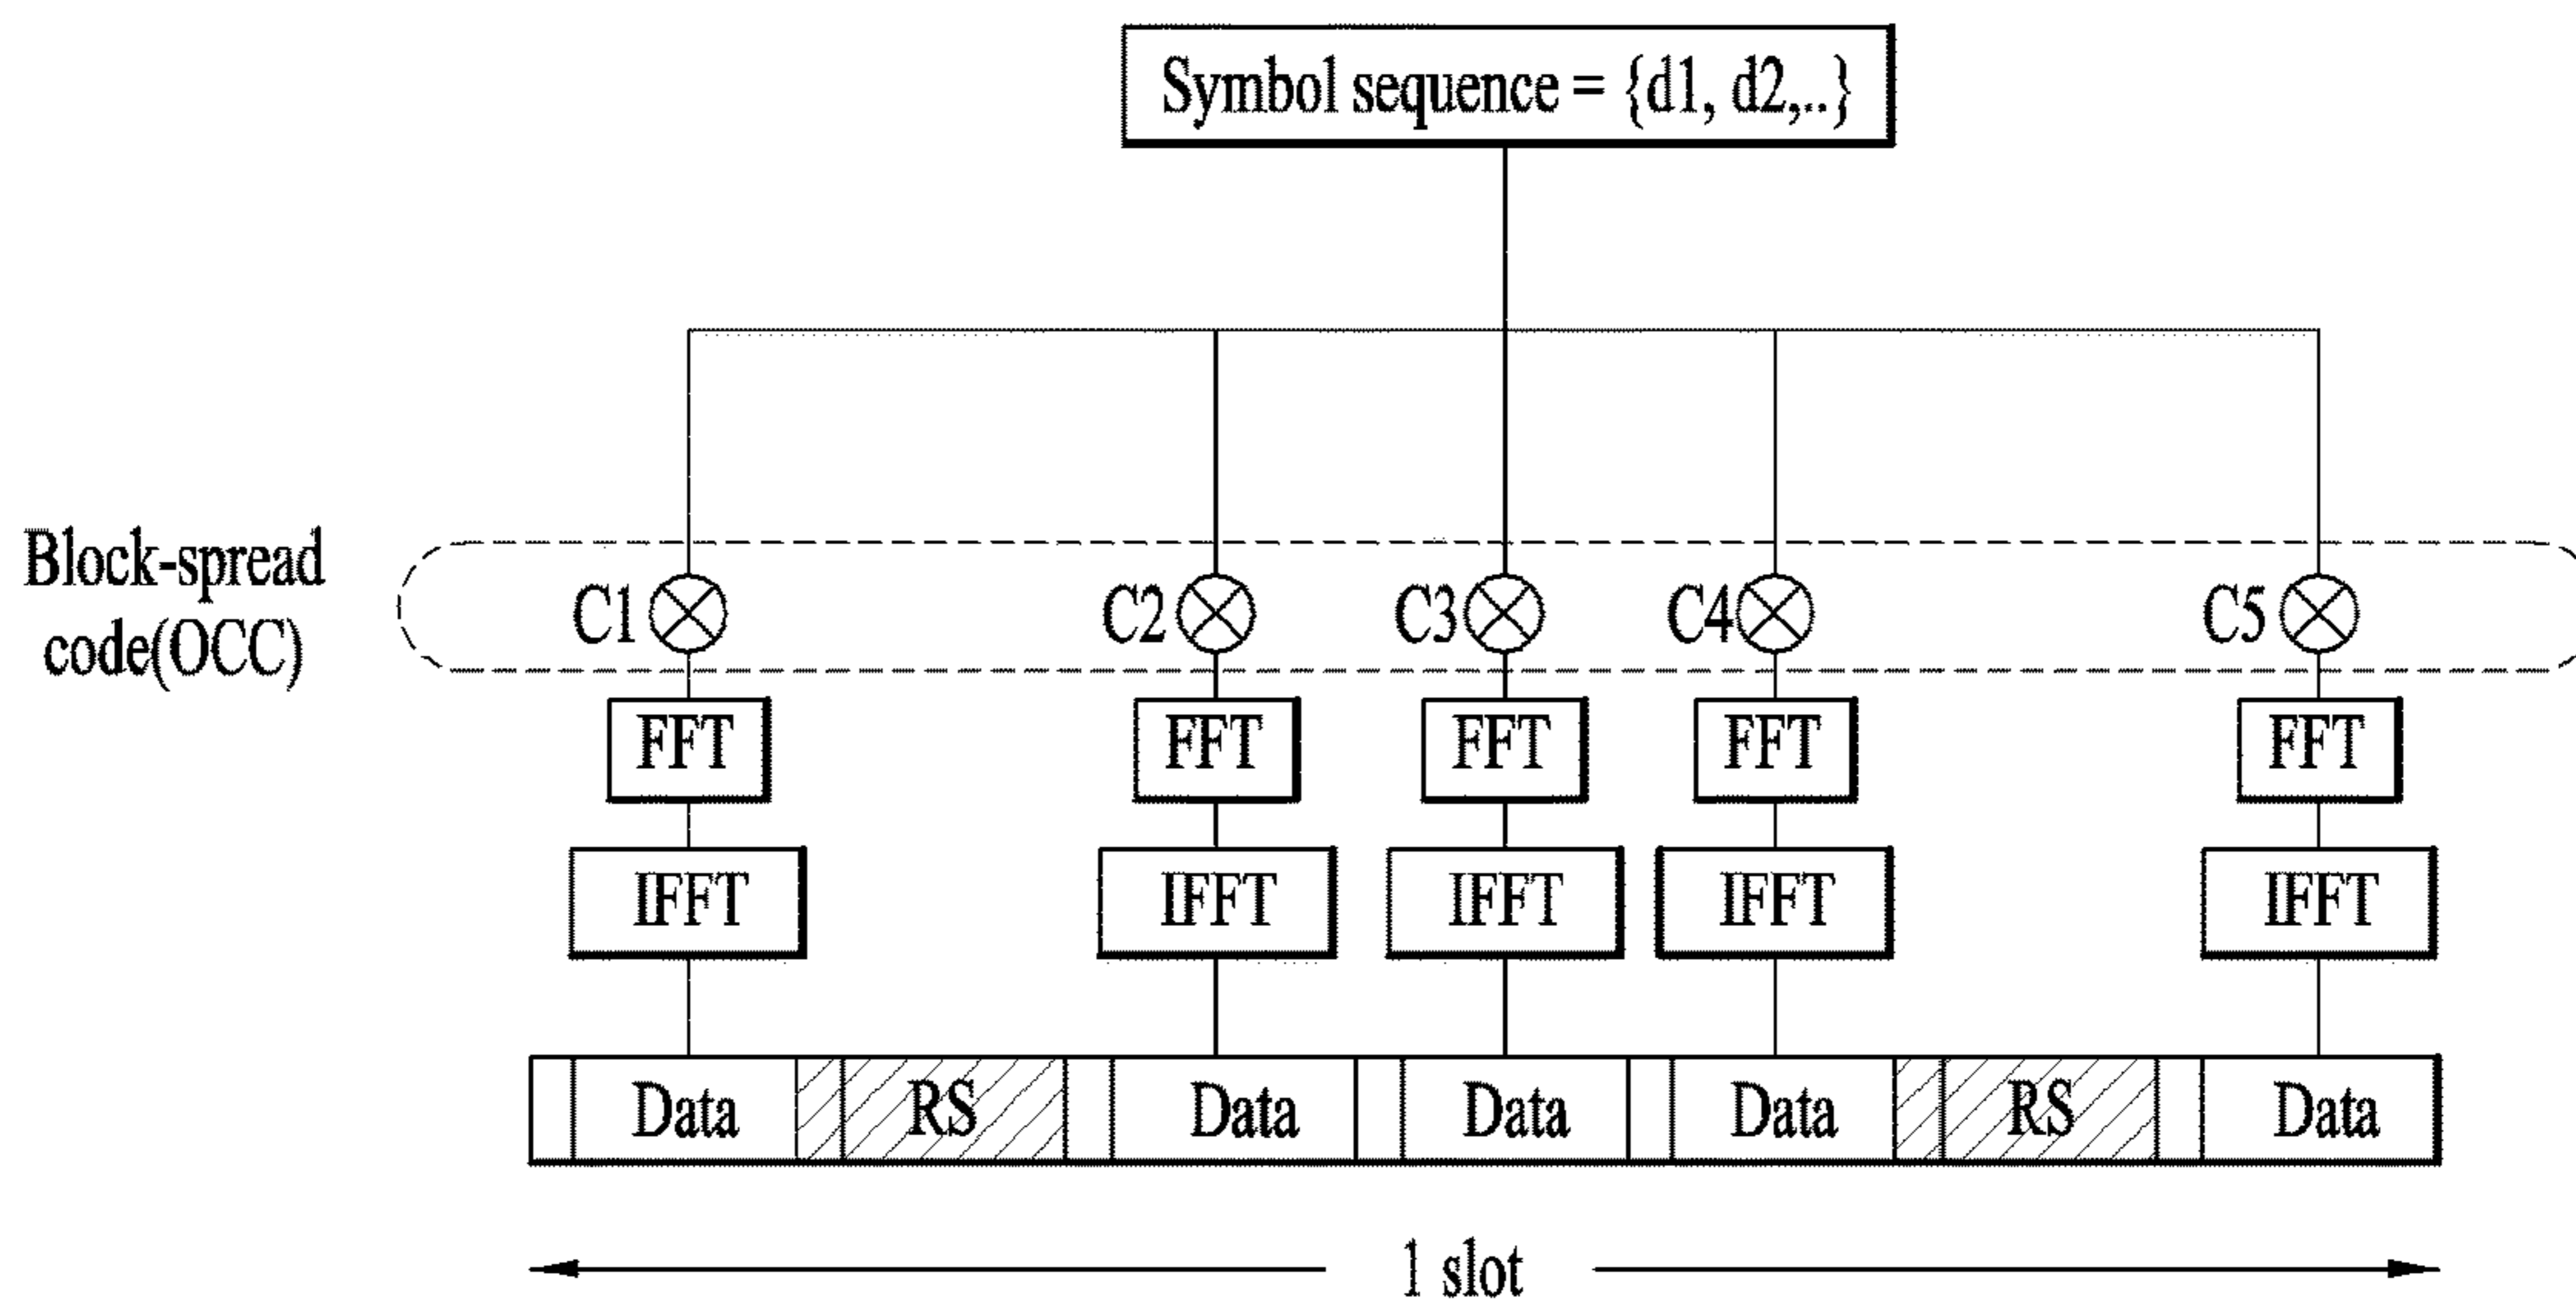 Symbol sequence = {d1, d2,..}
Block-spread
code(OCC)
C1
C2
C3
C4
C5
FFT
FFT
FFT
FFT
FFT
IFFT
IFFT
IFFT
IFFT
IFFT
Data
RS
Data
Data
Data
RS
Data
1 slot